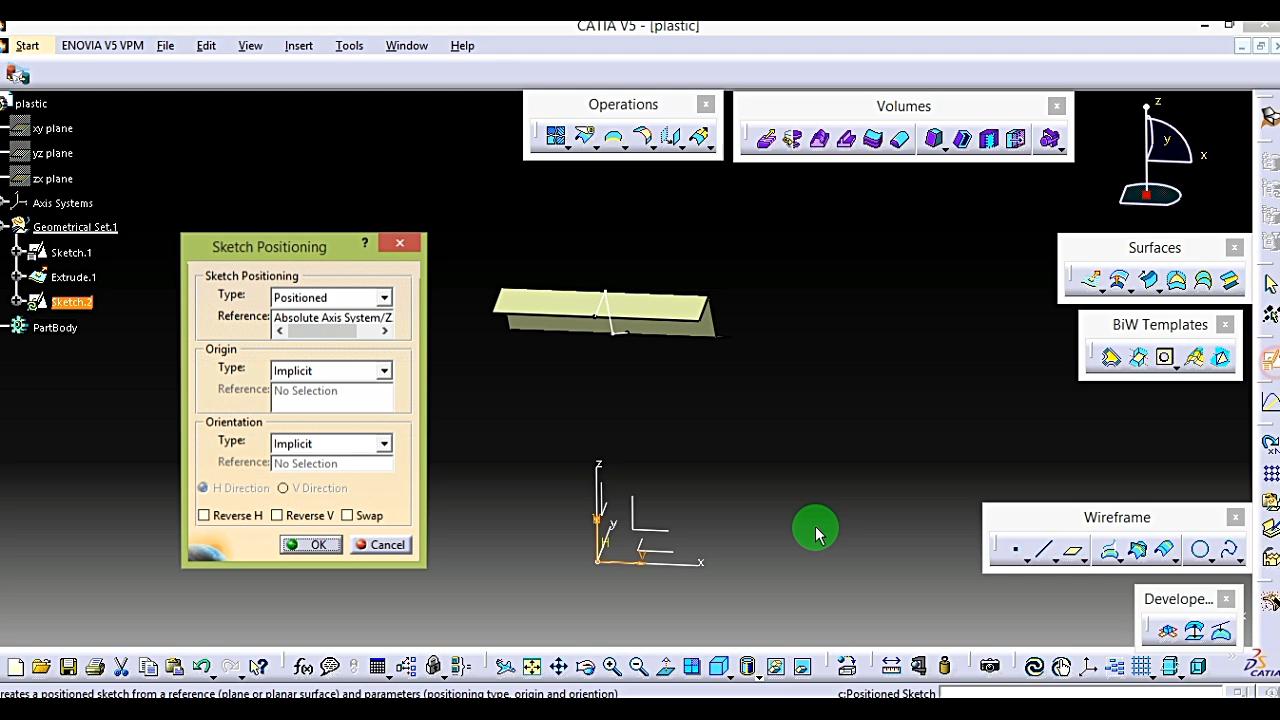 CATIA V5 - [plastic]
Start ENOVIA V5 VPM File Edit View Insert Tools Window Help
plastic
xy plane
yz plane
zx plane
Axis Systems
Geometrical Set.1
Sketch.1
Extrude.1
Sketch.2
PartBody
Operations
Volumes
z
y
x
Surfaces
BiW Templates
Wireframe
Develope...
Sketch Positioning
Sketch Positioning
Type: Positioned
Reference: Absolute Axis System/Z
Origin
Type: Implicit
Reference: No Selection
Orientation
Type: Implicit
Reference: No Selection
H Direction V Direction
Reverse H Reverse V Swap
OK Cancel
z
y
H
V
x
f(x)
CATIA
reates a positioned sketch from a reference (plane or planar surface) and parameters (positioning type, origin and orientation)
c:Positioned Sketch